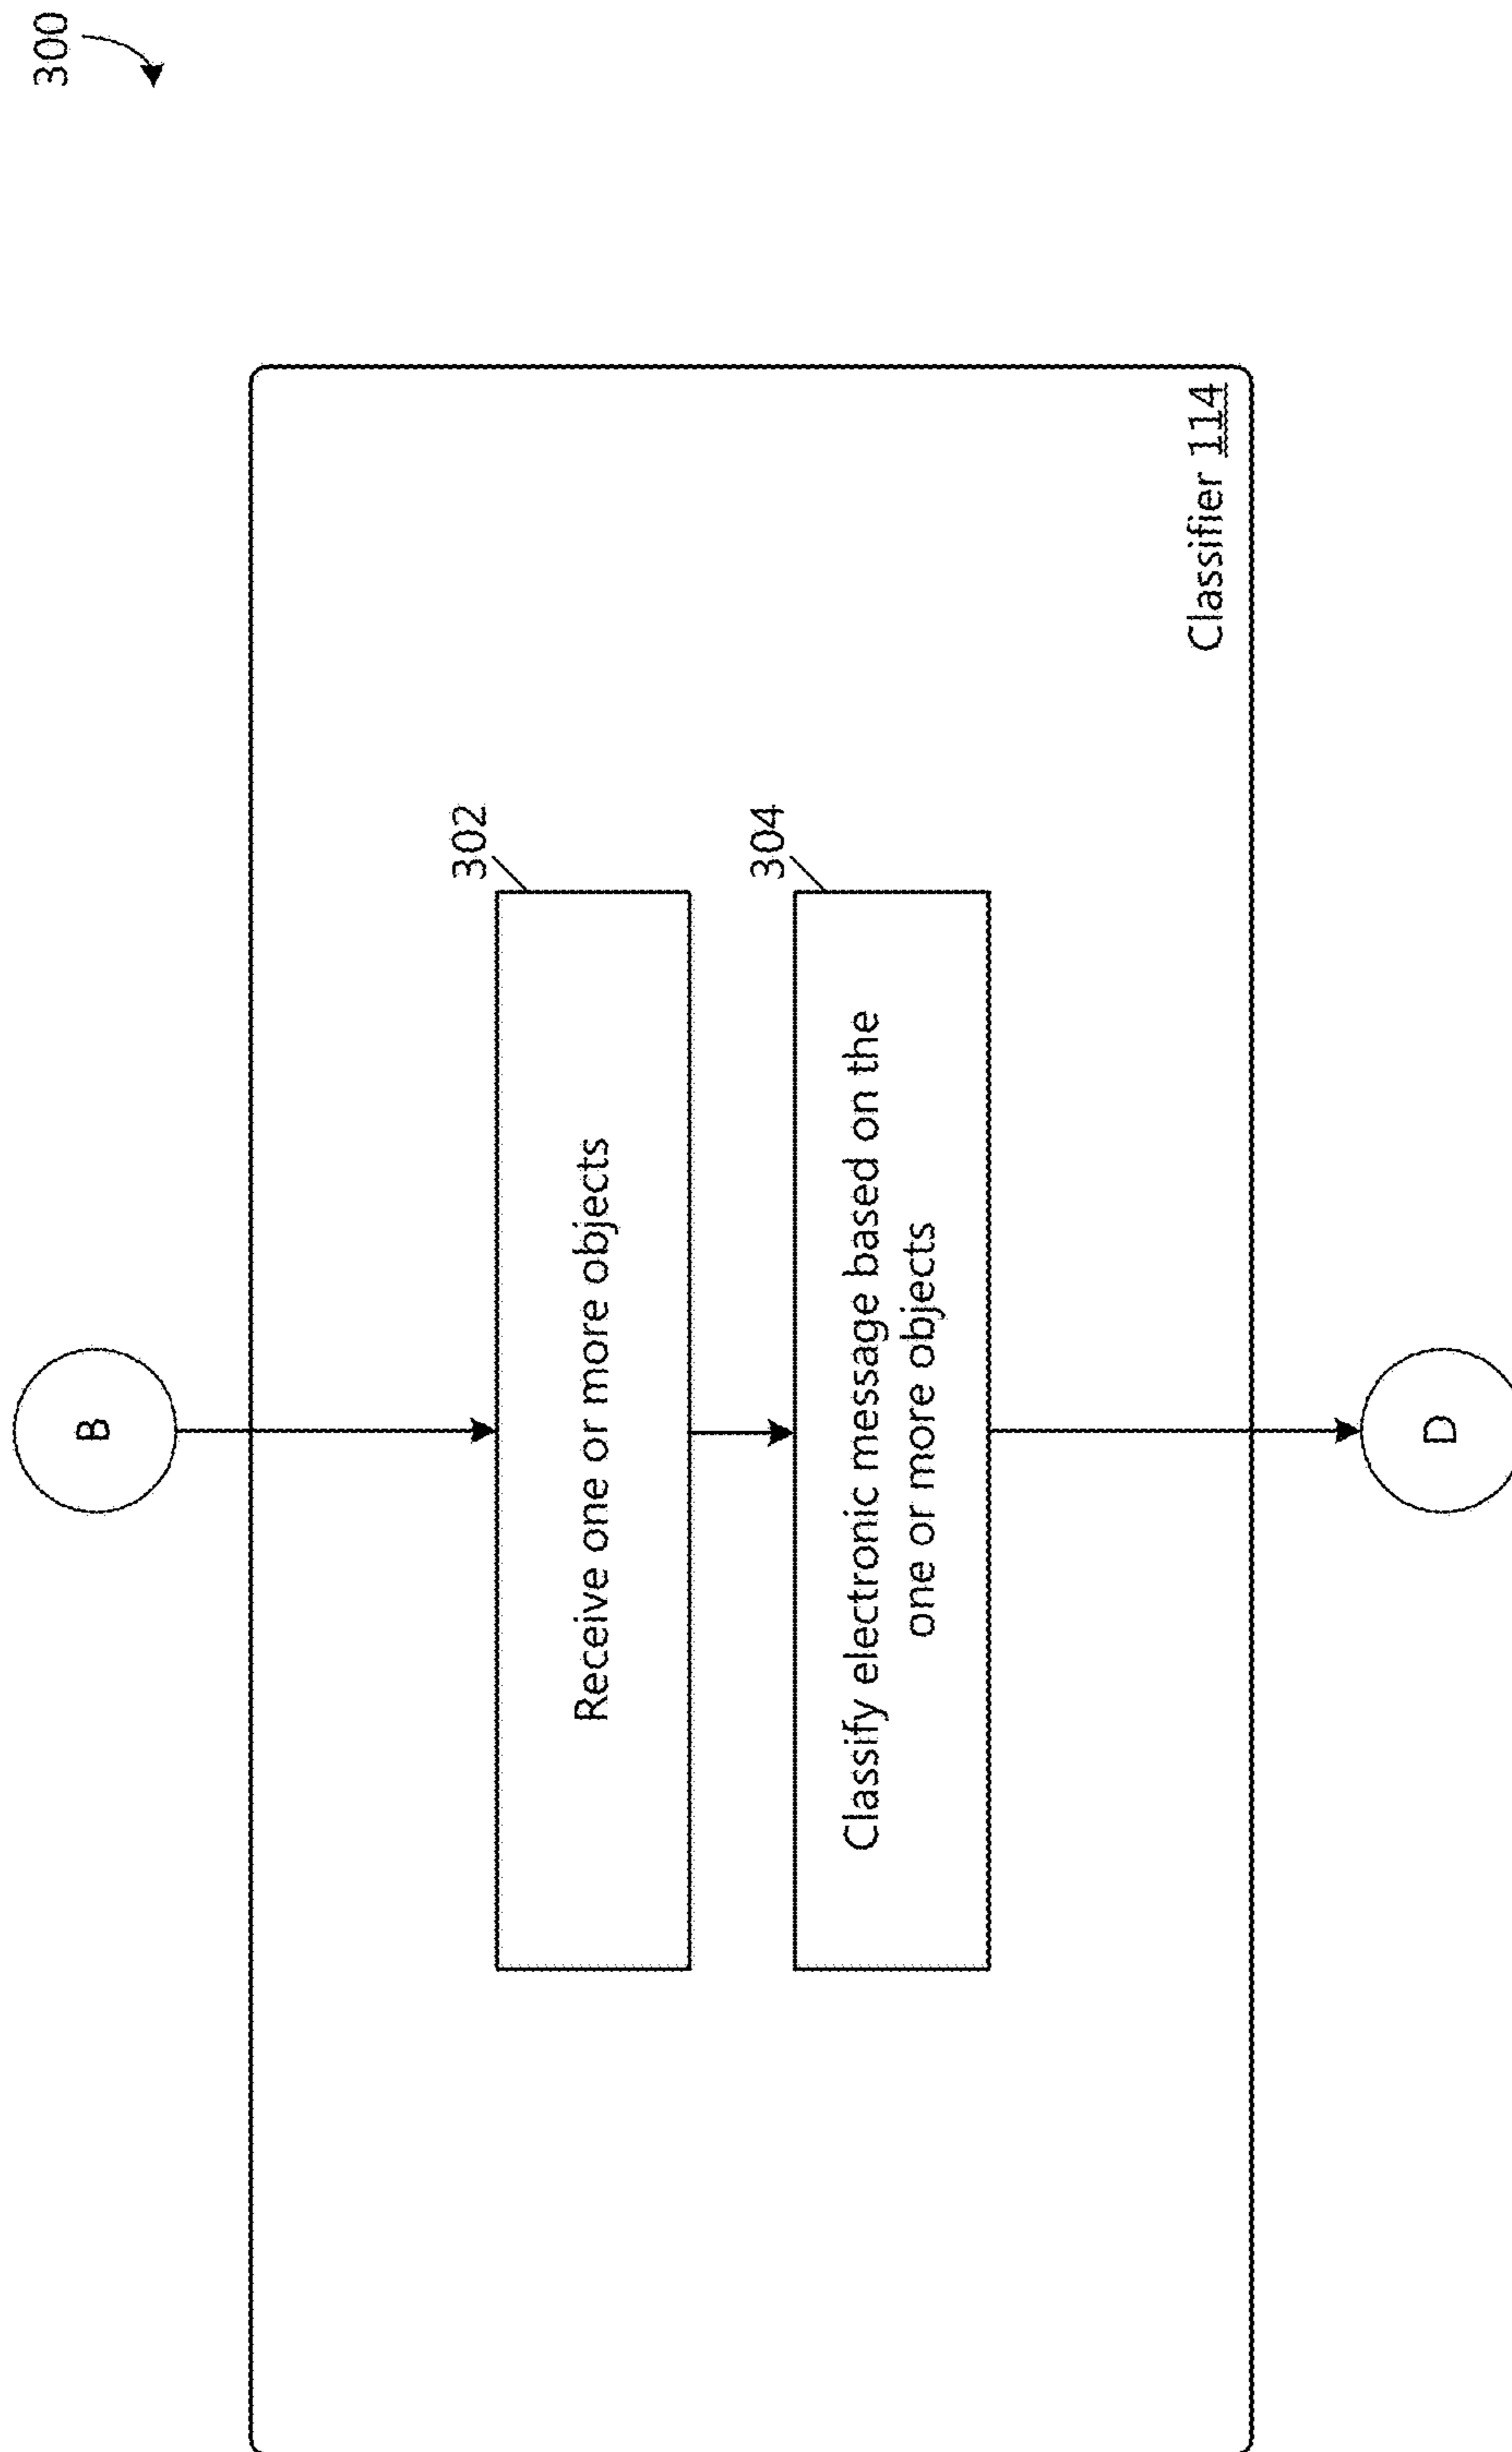 300
B
302
Receive one or more objects
304
Classify electronic message based on the
one or more objects
Classifier 114
D